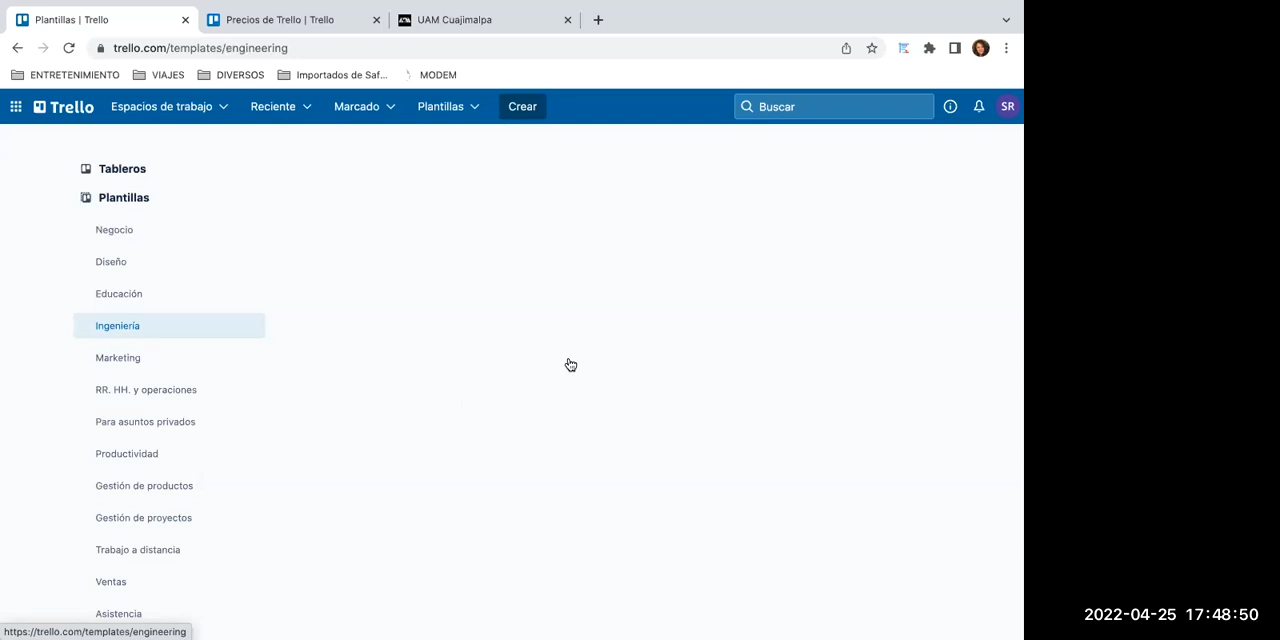 Plantillas | Trello
Precios de Trello | Trello
UAM Cuajimalpa
trello.com/templates/engineering
ENTRETENIMIENTO
VIAJES
DIVERSOS
Importados de Saf...
MODEM
Trello
Espacios de trabajo
Reciente
Marcado
Plantillas
Crear
Buscar
SR
Tableros
Plantillas
Negocio
Diseño
Educación
Ingeniería
Marketing
RR. HH. y operaciones
Para asuntos privados
Productividad
Gestión de productos
Gestión de proyectos
Trabajo a distancia
Ventas
Asistencia
https://trello.com/templates/engineering
2022-04-25 17:48:50